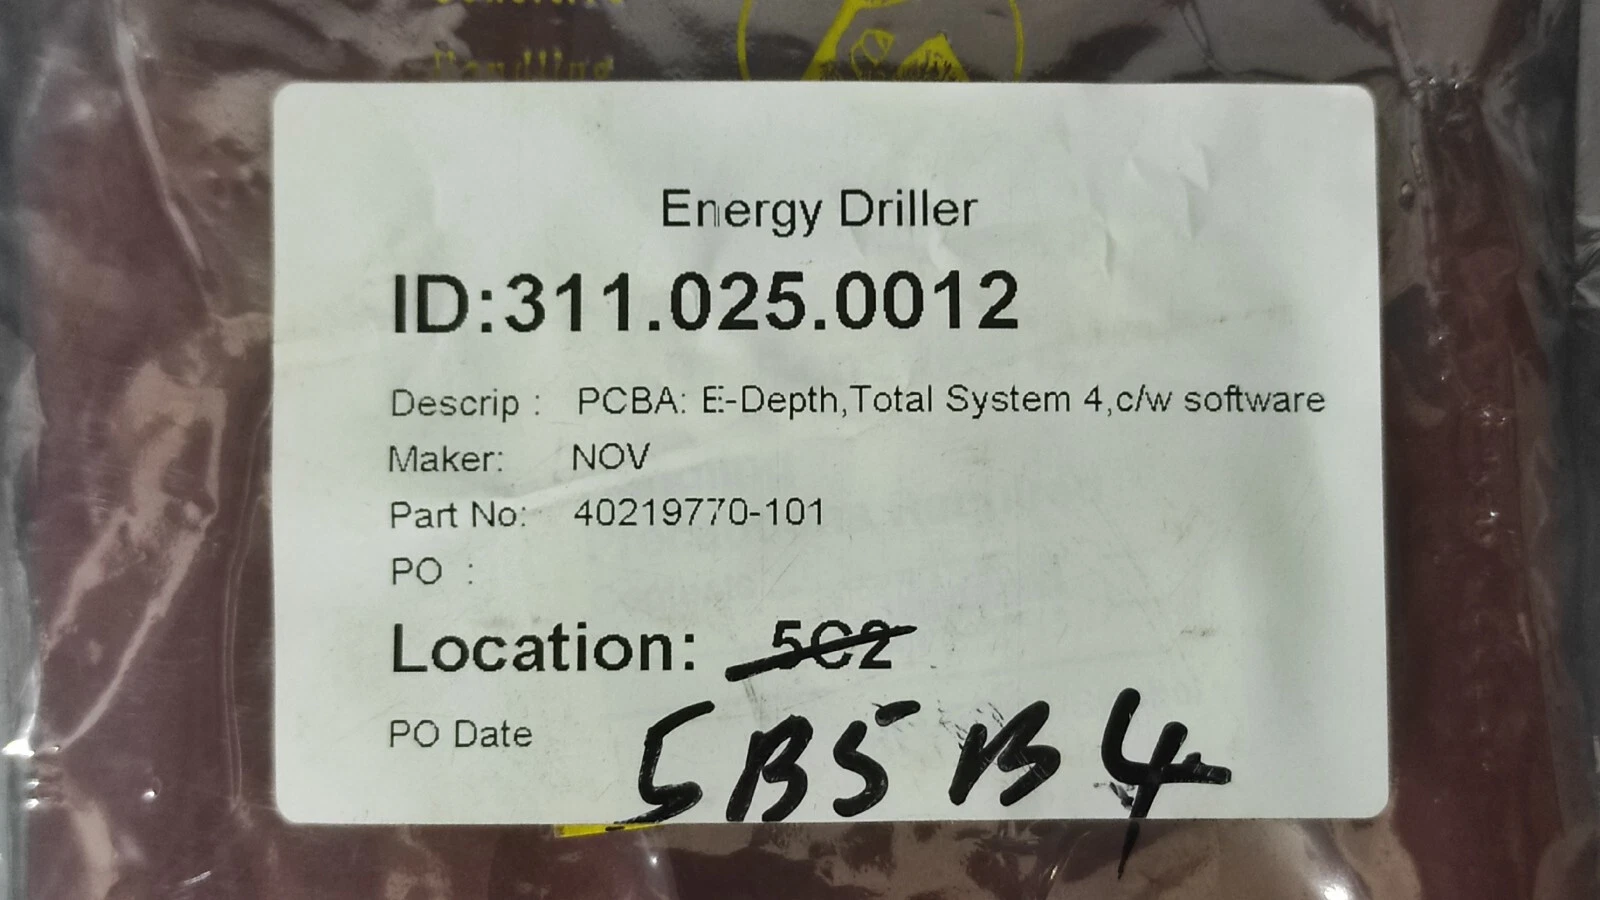 Energy Driller
ID:311.025.0012
Descrip : PCBA: E-Depth,Total System 4,c/w software
Maker: NOV
Part No: 40219770-101
PO :
Location: 5C2
PO Date
5B5B4